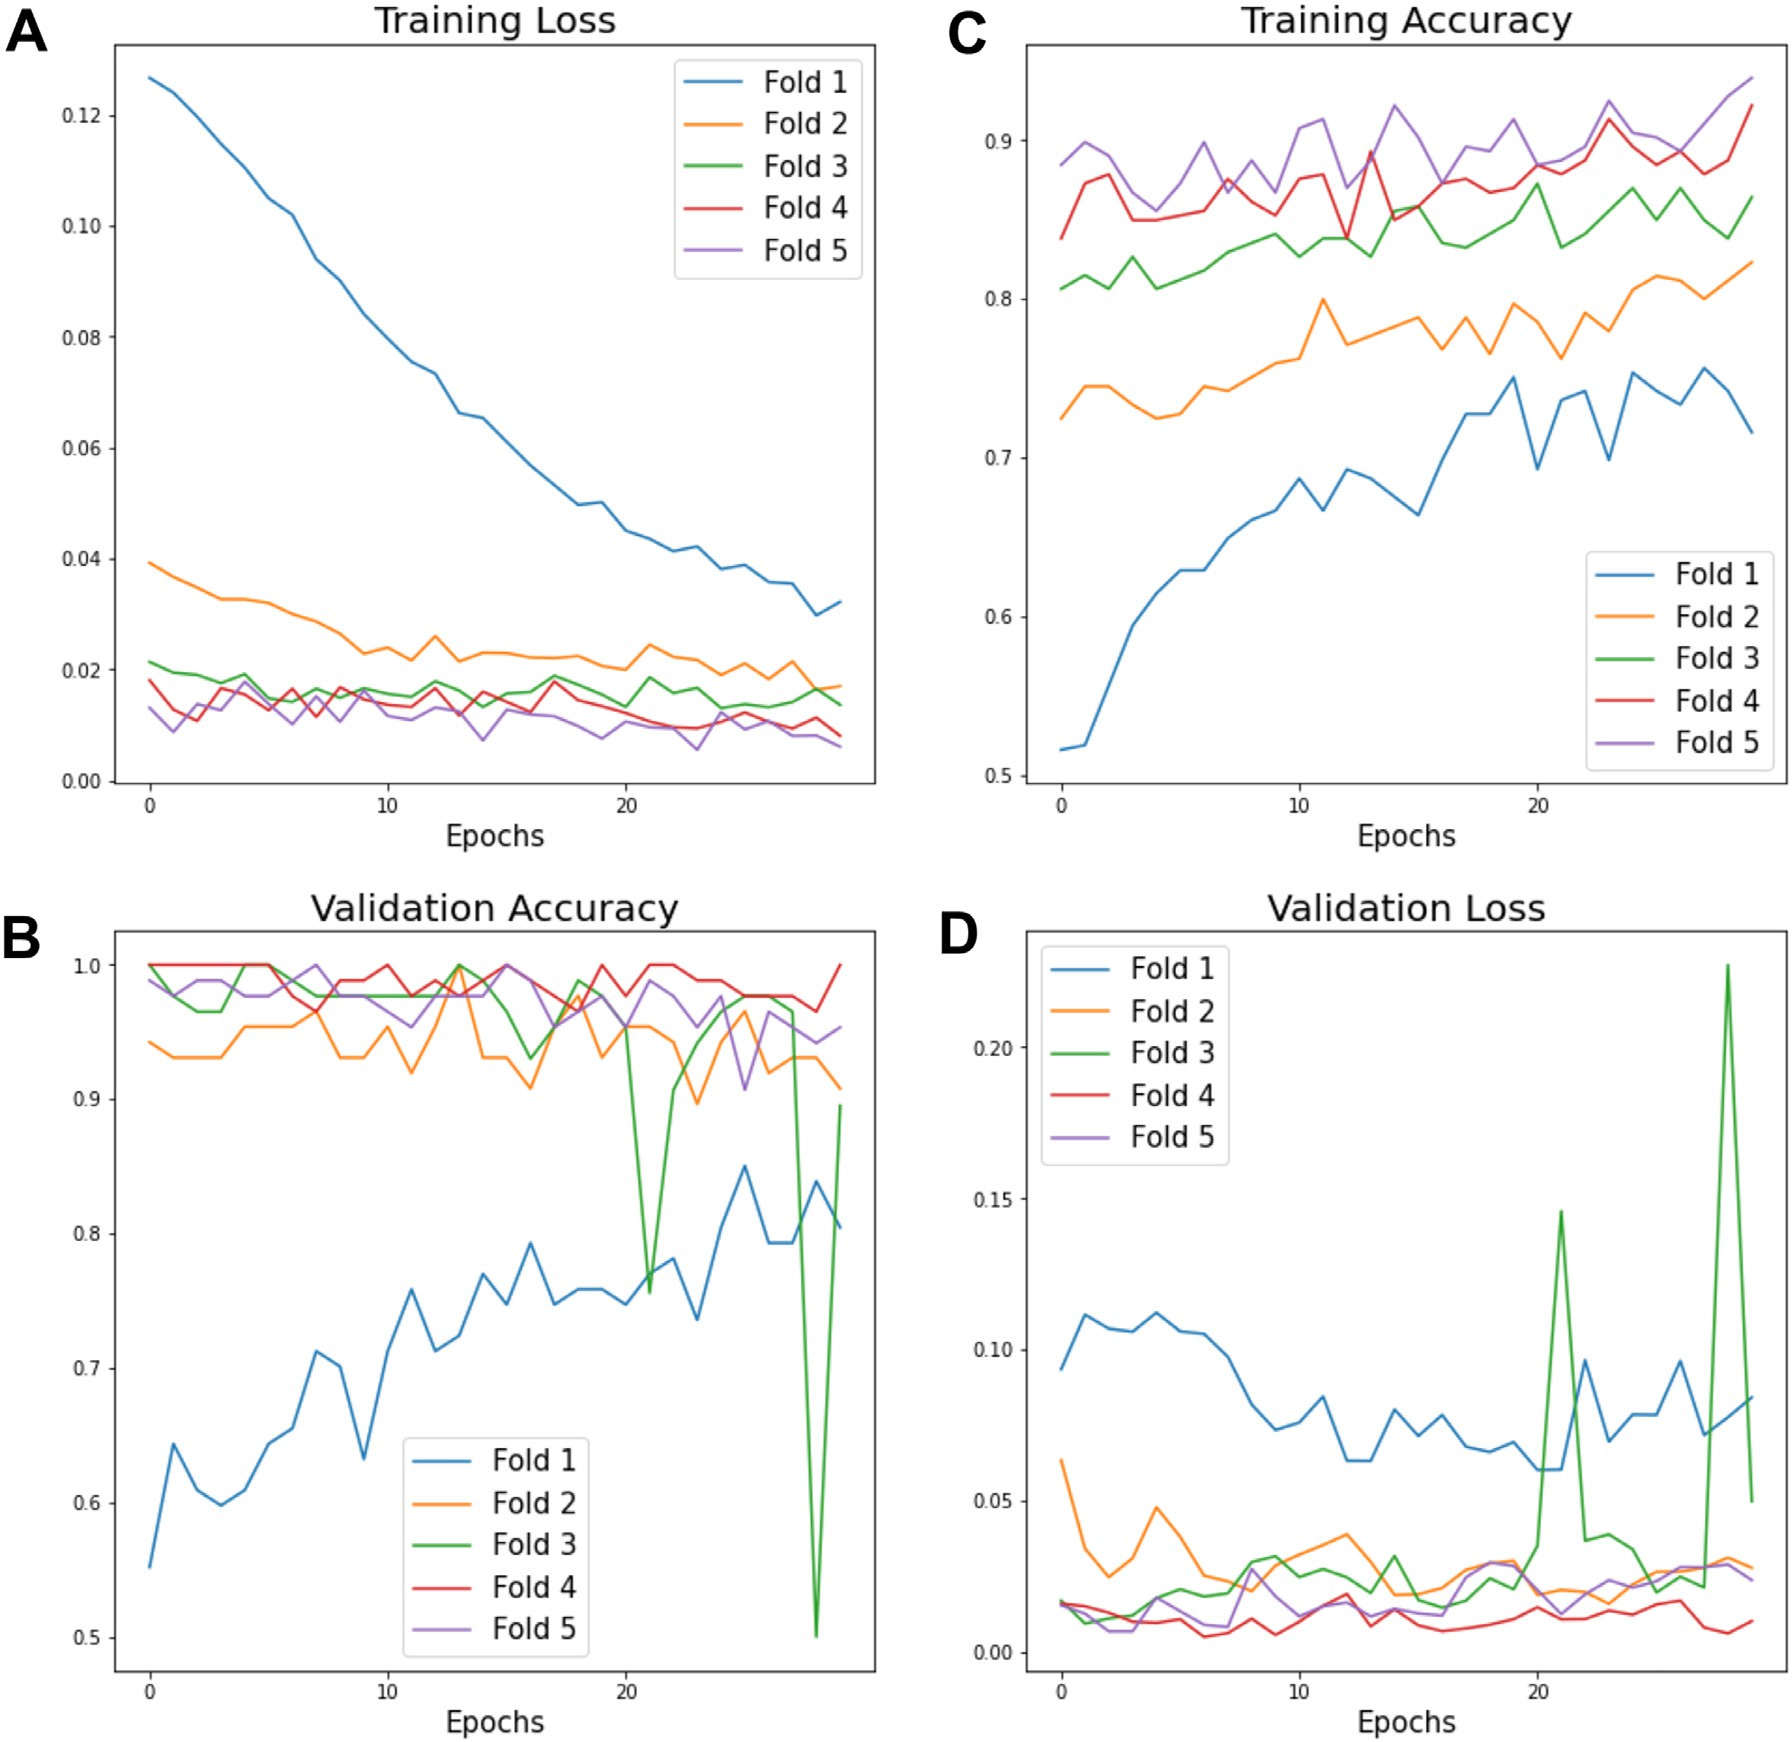 A
Training Loss
Fold 1
Fold 2
Fold 3
Fold 4
Fold 5
0.12
0.10
0.08
0.06
0.04
0.02
0.00
0 10 20
Epochs
C
Training Accuracy
0.9
0.8
0.7
0.6
0.5
Fold 1
Fold 2
Fold 3
Fold 4
Fold 5
0 10 20
Epochs
B
Validation Accuracy
1.0
0.9
0.8
0.7
0.6
0.5
Fold 1
Fold 2
Fold 3
Fold 4
Fold 5
0 10 20
Epochs
D
Validation Loss
Fold 1
Fold 2
Fold 3
Fold 4
Fold 5
0.20
0.15
0.10
0.05
0.00
0 10 20
Epochs